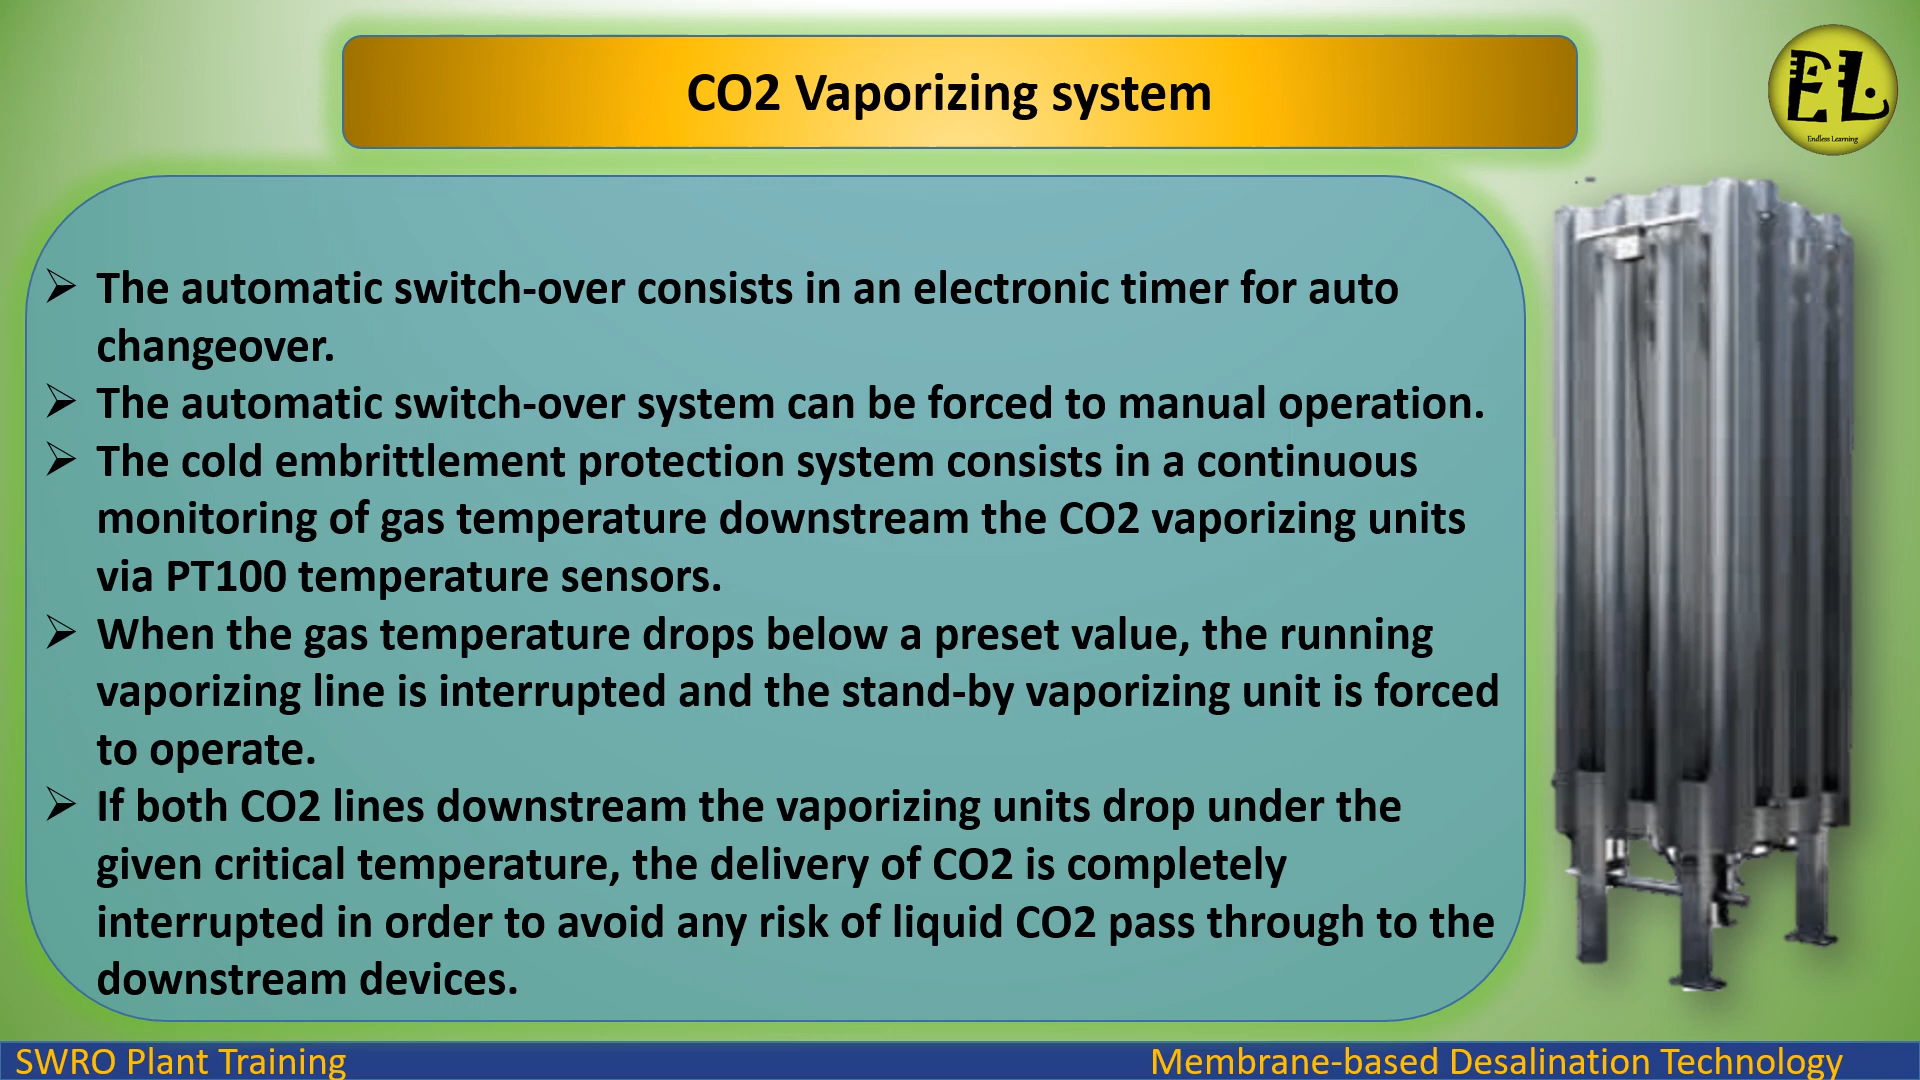 CO2 Vaporizing system
EL
Endless Learning
➢ The automatic switch-over consists in an electronic timer for auto
changeover.
➢ The automatic switch-over system can be forced to manual operation.
➢ The cold embrittlement protection system consists in a continuous
monitoring of gas temperature downstream the CO2 vaporizing units
via PT100 temperature sensors.
➢ When the gas temperature drops below a preset value, the running
vaporizing line is interrupted and the stand-by vaporizing unit is forced
to operate.
➢ If both CO2 lines downstream the vaporizing units drop under the
given critical temperature, the delivery of CO2 is completely
interrupted in order to avoid any risk of liquid CO2 pass through to the
downstream devices.
SWRO Plant Training
Membrane-based Desalination Technology